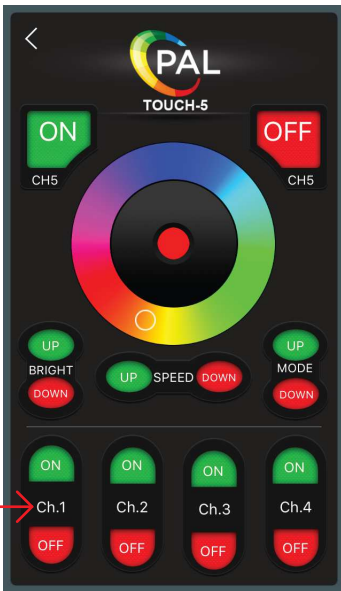 PAL
TOUCH-5
ON OFF
CH5 CH5
UP UP
BRIGHT UP SPEED DOWN MODE
DOWN DOWN
ON ON ON ON
Ch.1 Ch.2 Ch.3 Ch.4
OFF OFF OFF OFF